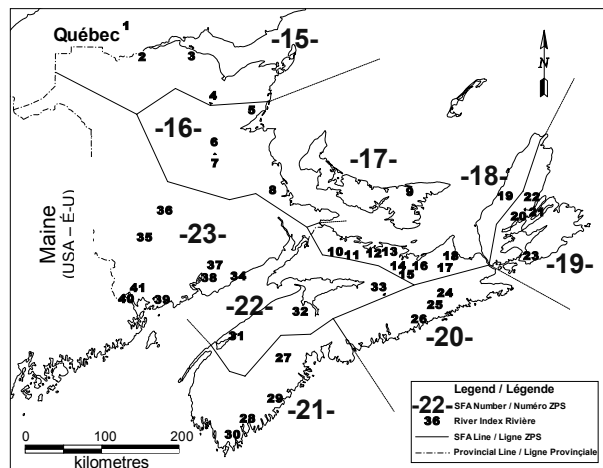 Québec 1
-15-
2 3
4
5
-16-
6
7
-17-
8
9
-18-
19 22
20 21
36
35
-23-
Maine
(USA – É-U)
10 11 12 13
14 16 18
15 17
23
-19-
37
38 34
41
40 39
-22-
33
32
24
25
26
-20-
31
27
29
28
30
-21-
Legend / Légende
-22- SFA Number / Numéro ZPS
36 River Index Rivière
SFA Line / Ligne ZPS
Provincial Line / Ligne Provinçiale
0 100 200
kilometres
N